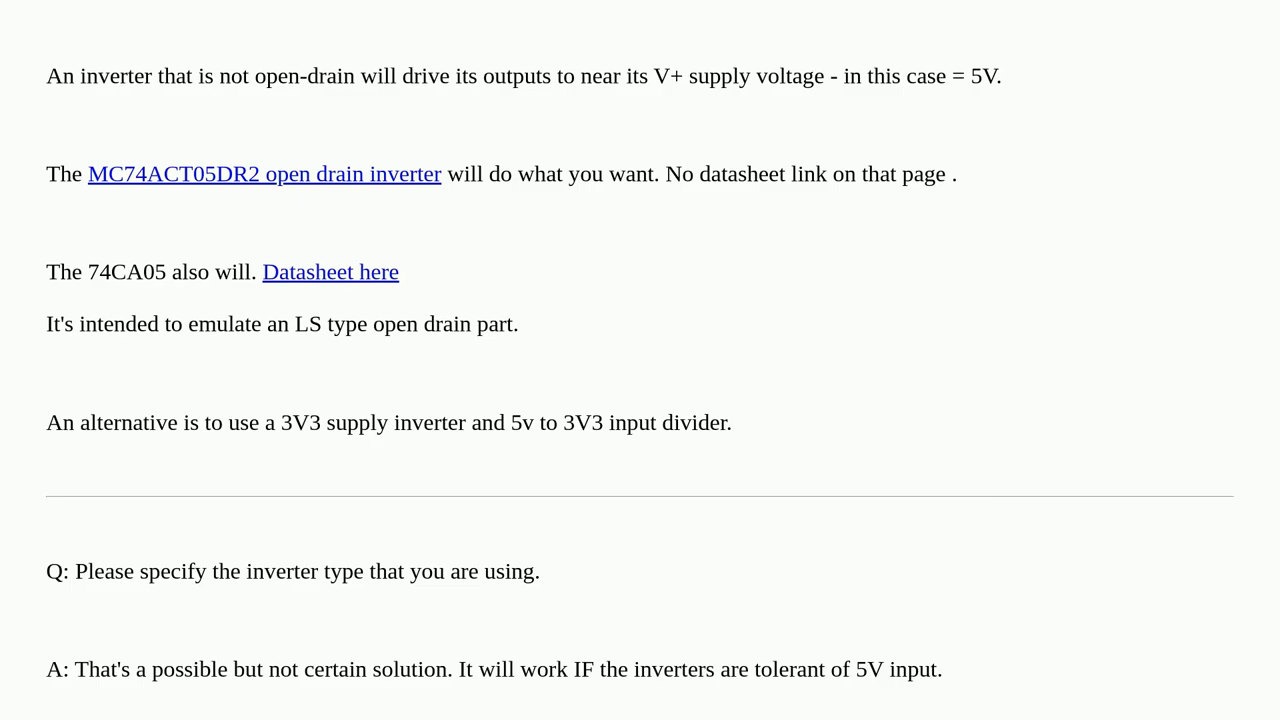 An inverter that is not open-drain will drive its outputs to near its V+ supply voltage - in this case = 5V.
The MC74ACT05DR2 open drain inverter will do what you want. No datasheet link on that page .
The 74CA05 also will. Datasheet here
It's intended to emulate an LS type open drain part.
An alternative is to use a 3V3 supply inverter and 5v to 3V3 input divider.
Q: Please specify the inverter type that you are using.
A: That's a possible but not certain solution. It will work IF the inverters are tolerant of 5V input.